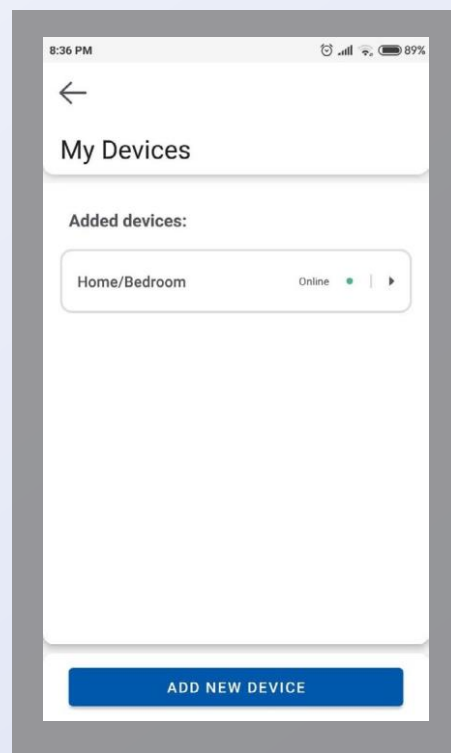 8:36 PM 89%
My Devices
Added devices:
Home/Bedroom Online
ADD NEW DEVICE